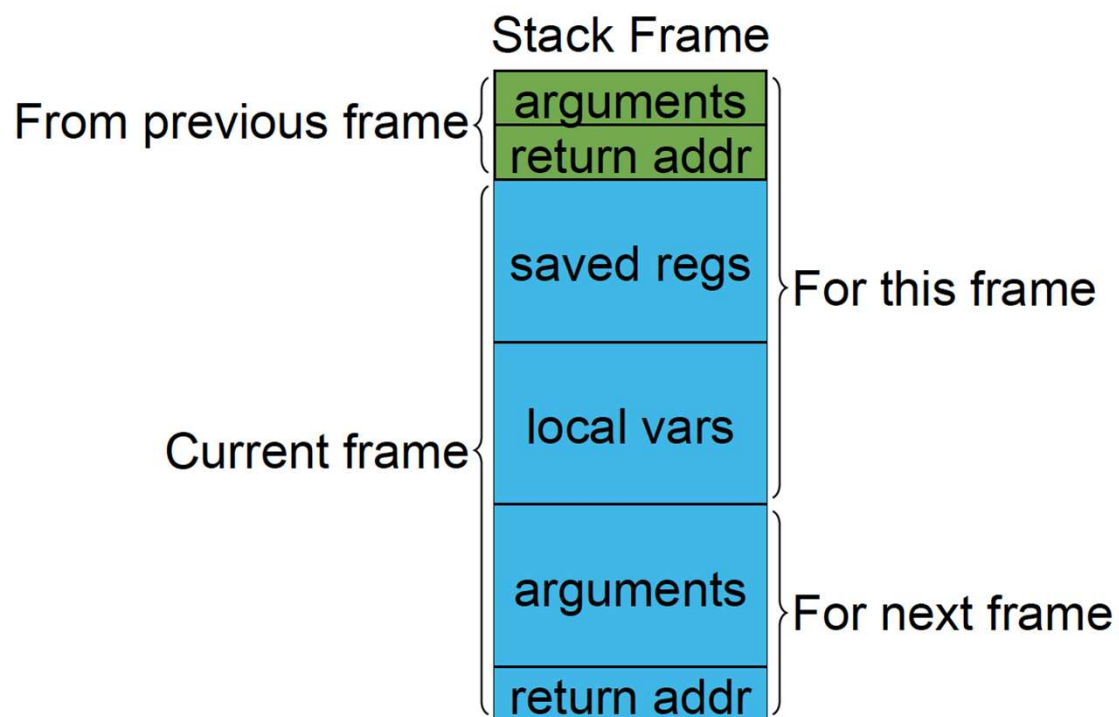 Stack Frame
arguments
From previous frame
return addr
saved regs
For this frame
local vars
Current frame
arguments
For next frame
return addr